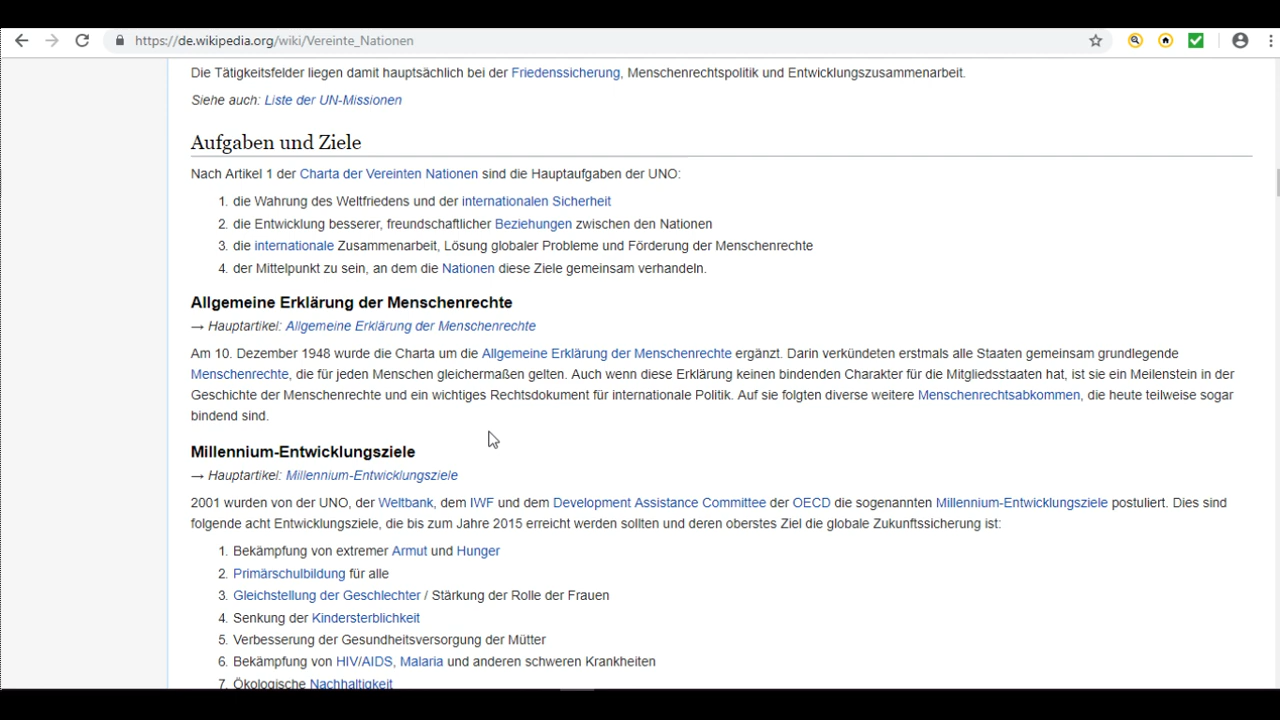 https://de.wikipedia.org/wiki/Vereinte_Nationen
Die Tätigkeitsfelder liegen damit hauptsächlich bei der Friedenssicherung, Menschenrechtspolitik und Entwicklungszusammenarbeit.
Siehe auch: Liste der UN-Missionen
Aufgaben und Ziele
Nach Artikel 1 der Charta der Vereinten Nationen sind die Hauptaufgaben der UNO:
1. die Wahrung des Weltfriedens und der internationalen Sicherheit
2. die Entwicklung besserer, freundschaftlicher Beziehungen zwischen den Nationen
3. die internationale Zusammenarbeit, Lösung globaler Probleme und Förderung der Menschenrechte
4. der Mittelpunkt zu sein, an dem die Nationen diese Ziele gemeinsam verhandeln.
Allgemeine Erklärung der Menschenrechte
→ Hauptartikel: Allgemeine Erklärung der Menschenrechte
Am 10. Dezember 1948 wurde die Charta um die Allgemeine Erklärung der Menschenrechte ergänzt. Darin verkündeten erstmals alle Staaten gemeinsam grundlegende
Menschenrechte, die für jeden Menschen gleichermaßen gelten. Auch wenn diese Erklärung keinen bindenden Charakter für die Mitgliedsstaaten hat, ist sie ein Meilenstein in der
Geschichte der Menschenrechte und ein wichtiges Rechtsdokument für internationale Politik. Auf sie folgten diverse weitere Menschenrechtsabkommen, die heute teilweise sogar
bindend sind.
Millennium-Entwicklungsziele
→ Hauptartikel: Millennium-Entwicklungsziele
2001 wurden von der UNO, der Weltbank, dem IWF und dem Development Assistance Committee der OECD die sogenannten Millennium-Entwicklungsziele postuliert. Dies sind
folgende acht Entwicklungsziele, die bis zum Jahre 2015 erreicht werden sollten und deren oberstes Ziel die globale Zukunftssicherung ist:
1. Bekämpfung von extremer Armut und Hunger
2. Primärschulbildung für alle
3. Gleichstellung der Geschlechter / Stärkung der Rolle der Frauen
4. Senkung der Kindersterblichkeit
5. Verbesserung der Gesundheitsversorgung der Mütter
6. Bekämpfung von HIV/AIDS, Malaria und anderen schweren Krankheiten
7. Ökologische Nachhaltigkeit